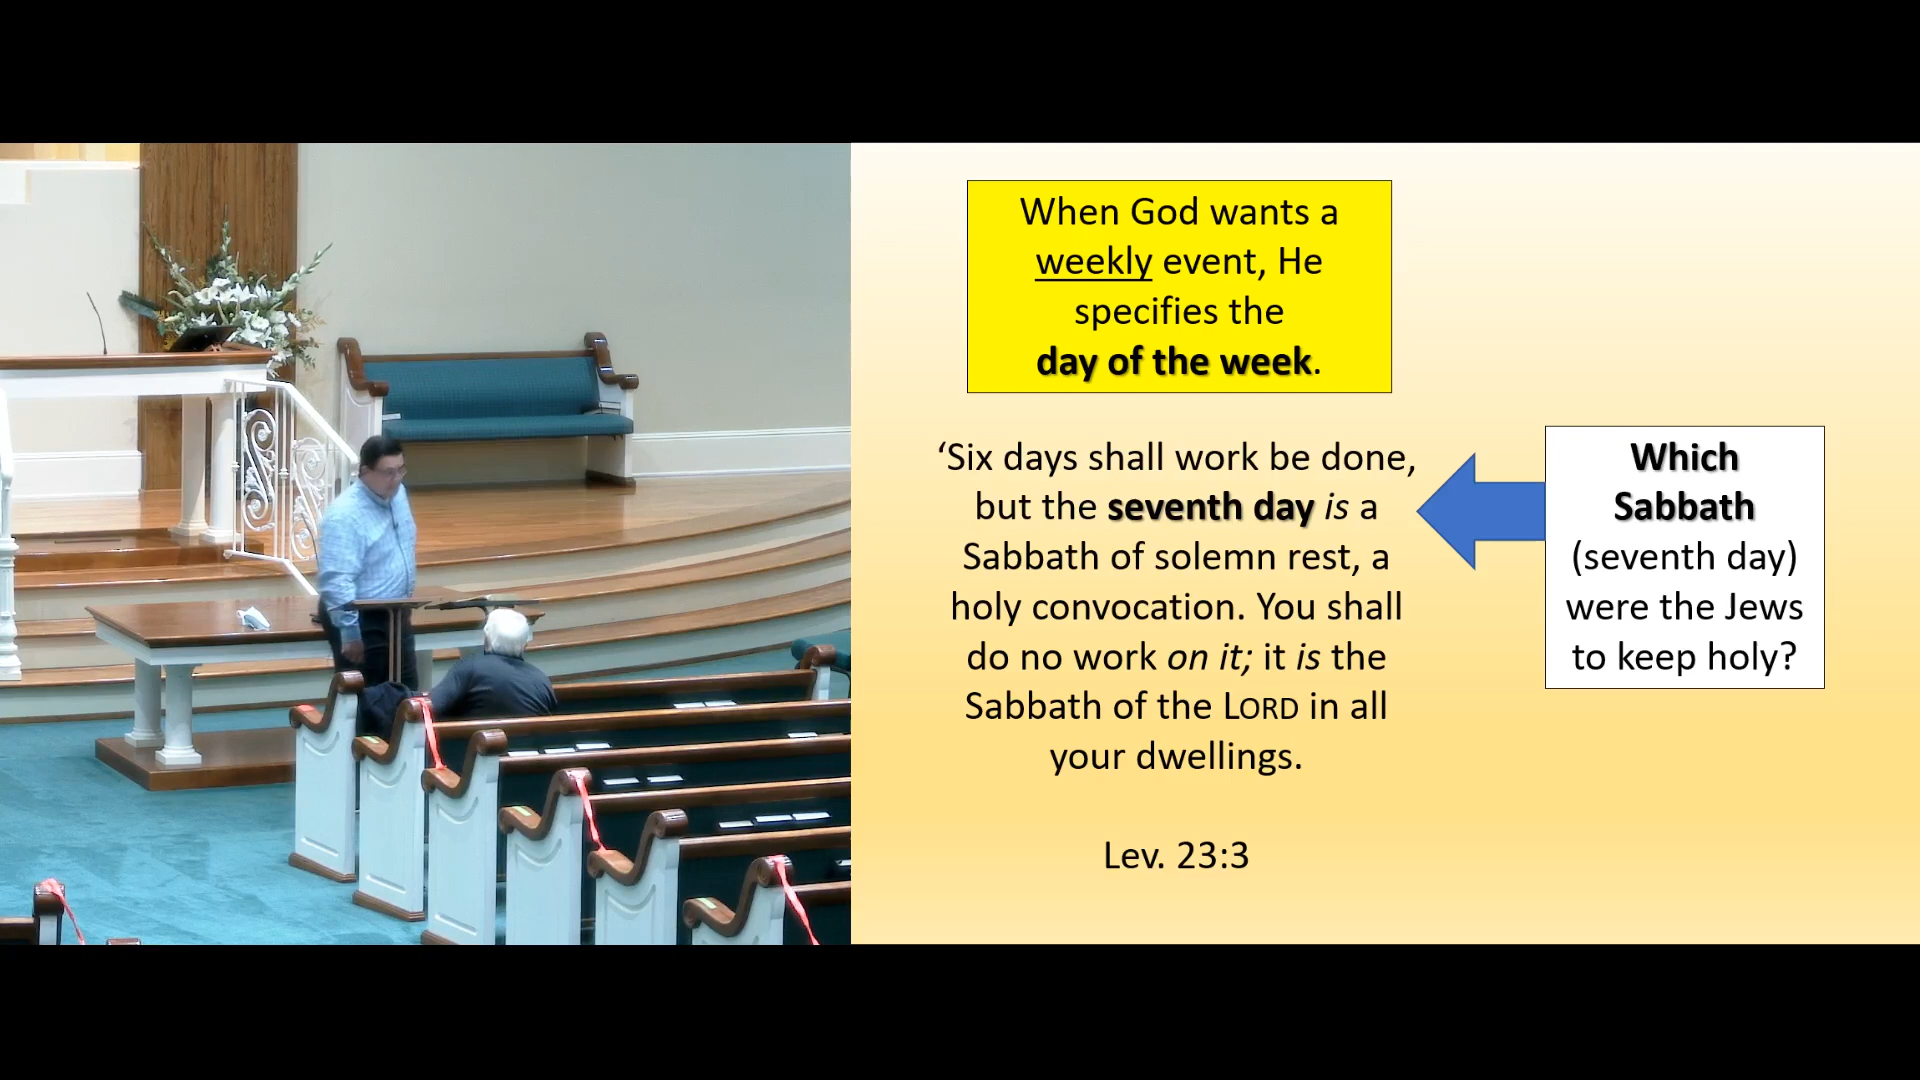 When God wants a
weekly event, He
specifies the
day of the week.
‘Six days shall work be done,
but the seventh day is a
Sabbath of solemn rest, a
holy convocation. You shall
do no work on it; it is the
Sabbath of the LORD in all
your dwellings.
Lev. 23:3
Which
Sabbath
(seventh day)
were the Jews
to keep holy?